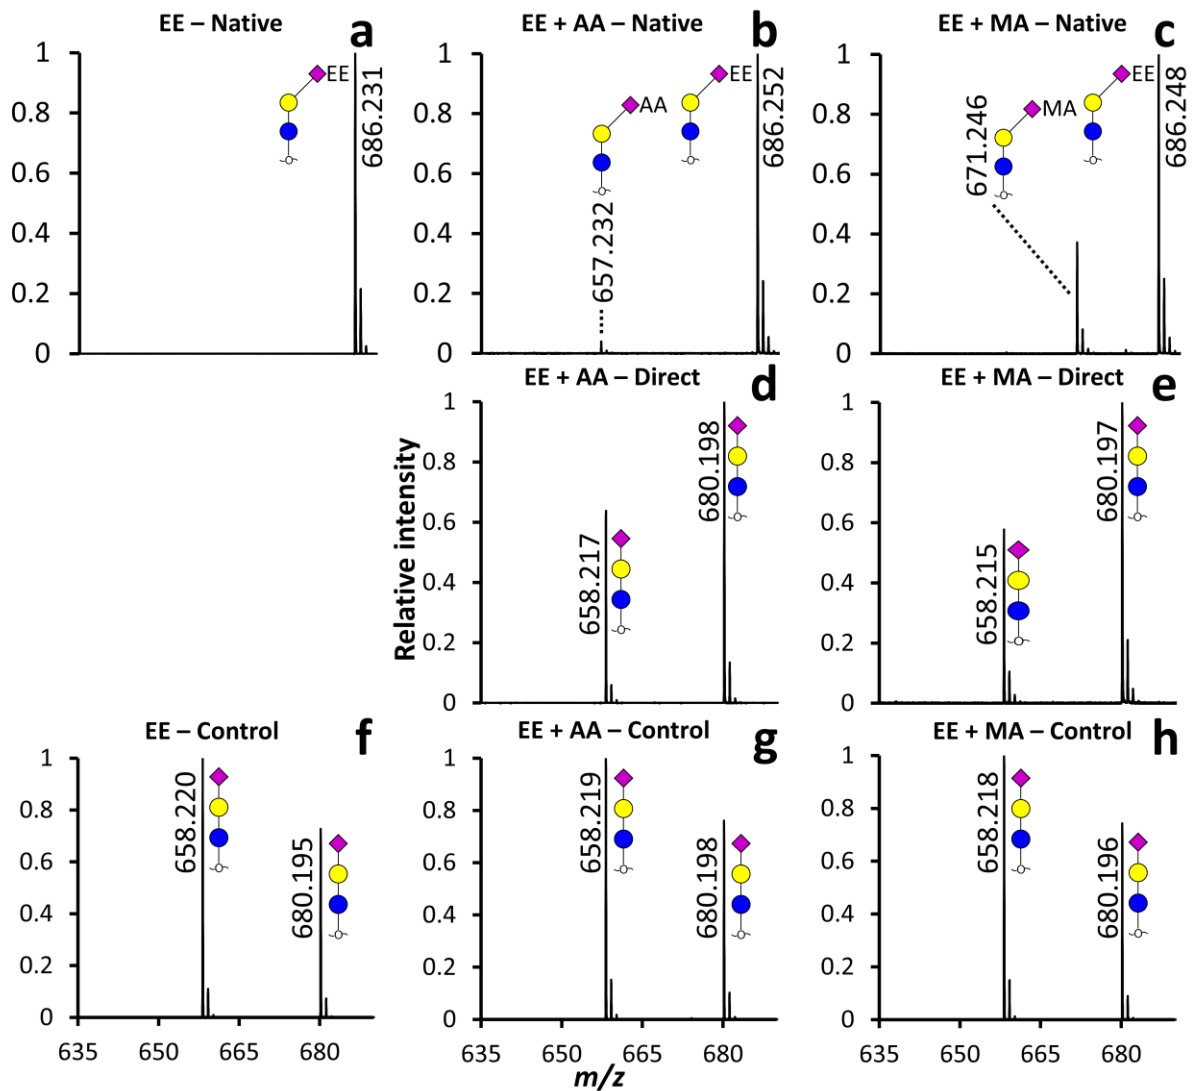 EE – Native
a
1
0.8
0.6
0.4
0.2
0
EE
686.231
EE + AA – Native
b
1
0.8
0.6
0.4
0.2
0
AA
EE
657.232
686.252
EE + MA – Native
c
1
0.8
0.6
0.4
0.2
0
671.246
MA
EE
686.248
EE + AA – Direct
d
Relative intensity
1
0.8
0.6
0.4
0.2
0
658.217
680.198
EE + MA – Direct
e
1
0.8
0.6
0.4
0.2
0
658.215
680.197
EE – Control
f
1
0.8
0.6
0.4
0.2
0
658.220
680.195
635 650 665 680
EE + AA – Control
g
1
0.8
0.6
0.4
0.2
0
658.219
680.198
635 650 665 680
m/z
EE + MA – Control
h
1
0.8
0.6
0.4
0.2
0
658.218
680.196
635 650 665 680